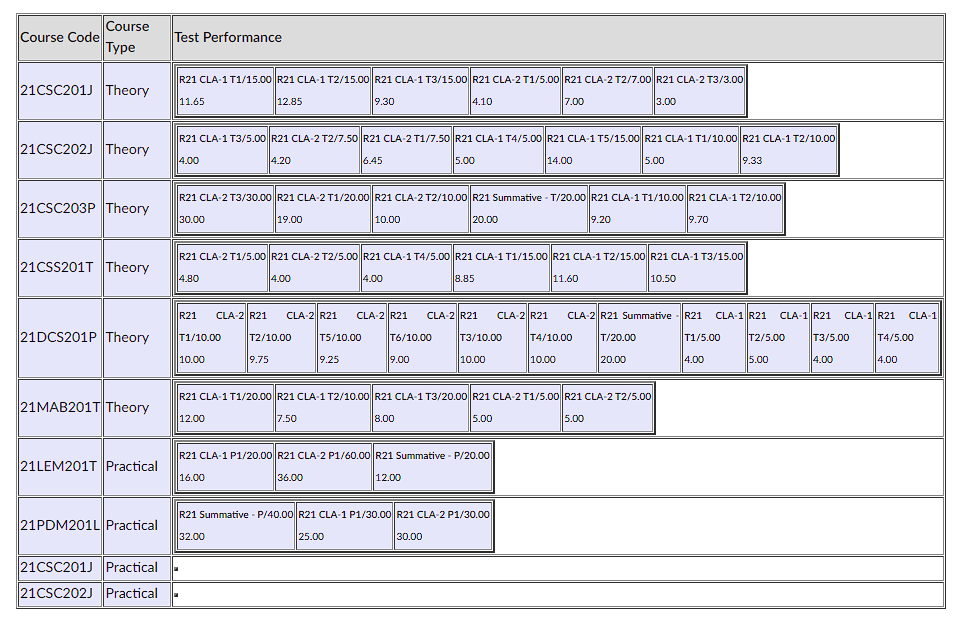 Course Code Course Type Test Performance
21CSC201J Theory
R21 CLA-1 T1/15.00 R21 CLA-1 T2/15.00 R21 CLA-1 T3/15.00 R21 CLA-2 T1/5.00 R21 CLA-2 T2/7.00 R21 CLA-2 T3/3.00
11.65 12.85 9.30 4.10 7.00 3.00
21CSC202J Theory
R21 CLA-1 T3/5.00 R21 CLA-2 T2/7.50 R21 CLA-2 T1/7.50 R21 CLA-1 T4/5.00 R21 CLA-1 T5/15.00 R21 CLA-1 T1/10.00 R21 CLA-1 T2/10.00
4.00 4.20 6.45 5.00 14.00 5.00 9.33
21CSC203P Theory
R21 CLA-2 T3/30.00 R21 CLA-2 T1/20.00 R21 CLA-2 T2/10.00 R21 Summative - T/20.00 R21 CLA-1 T1/10.00 R21 CLA-1 T2/10.00
30.00 19.00 10.00 20.00 9.20 9.70
21CSS201T Theory
R21 CLA-2 T1/5.00 R21 CLA-2 T2/5.00 R21 CLA-1 T4/5.00 R21 CLA-1 T1/15.00 R21 CLA-1 T2/15.00 R21 CLA-1 T3/15.00
4.80 4.00 4.00 8.85 11.60 10.50
21DCS201P Theory
R21 CLA-2 R21 CLA-2 R21 CLA-2 R21 CLA-2 R21 CLA-2 R21 CLA-2 R21 Summative - R21 CLA-1 R21 CLA-1 R21 CLA-1 R21 CLA-1
T1/10.00 T2/10.00 T5/10.00 T6/10.00 T3/10.00 T4/10.00 T/20.00 T1/5.00 T2/5.00 T3/5.00 T4/5.00
10.00 9.75 9.25 9.00 10.00 10.00 20.00 4.00 5.00 4.00 4.00
21MAB201T Theory
R21 CLA-1 T1/20.00 R21 CLA-1 T2/10.00 R21 CLA-1 T3/20.00 R21 CLA-2 T1/5.00 R21 CLA-2 T2/5.00
12.00 7.50 8.00 5.00 5.00
21LEM201T Practical
R21 CLA-1 P1/20.00 R21 CLA-2 P1/60.00 R21 Summative - P/20.00
16.00 36.00 12.00
21PDM201L Practical
R21 Summative - P/40.00 R21 CLA-1 P1/30.00 R21 CLA-2 P1/30.00
32.00 25.00 30.00
21CSC201J Practical
21CSC202J Practical